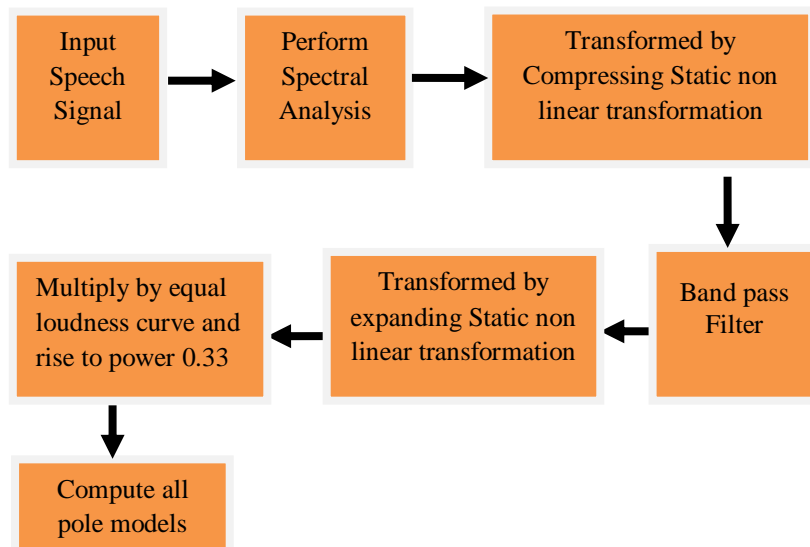 Input
Speech
Signal
Perform
Spectral
Analysis
Transformed by
Compressing Static non
linear transformation
Band pass
Filter
Transformed by
expanding Static non
linear transformation
Multiply by equal
loudness curve and
rise to power 0.33
Compute all
pole models